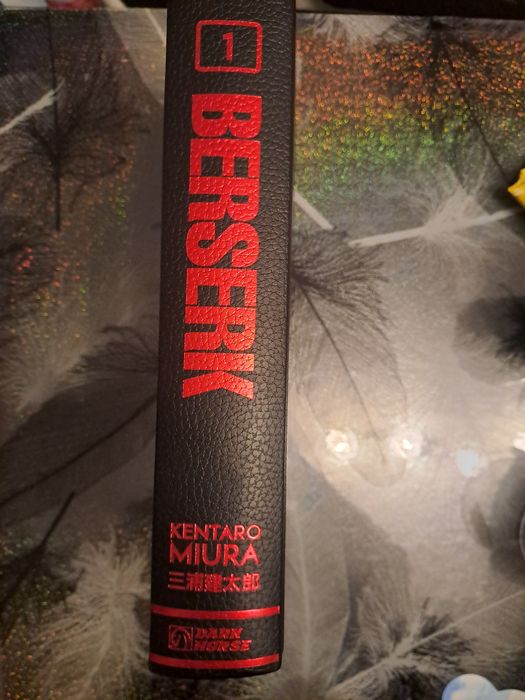 1
BERSERK
KENTARO
MIURA
三浦建太郎
DARK
HORSE